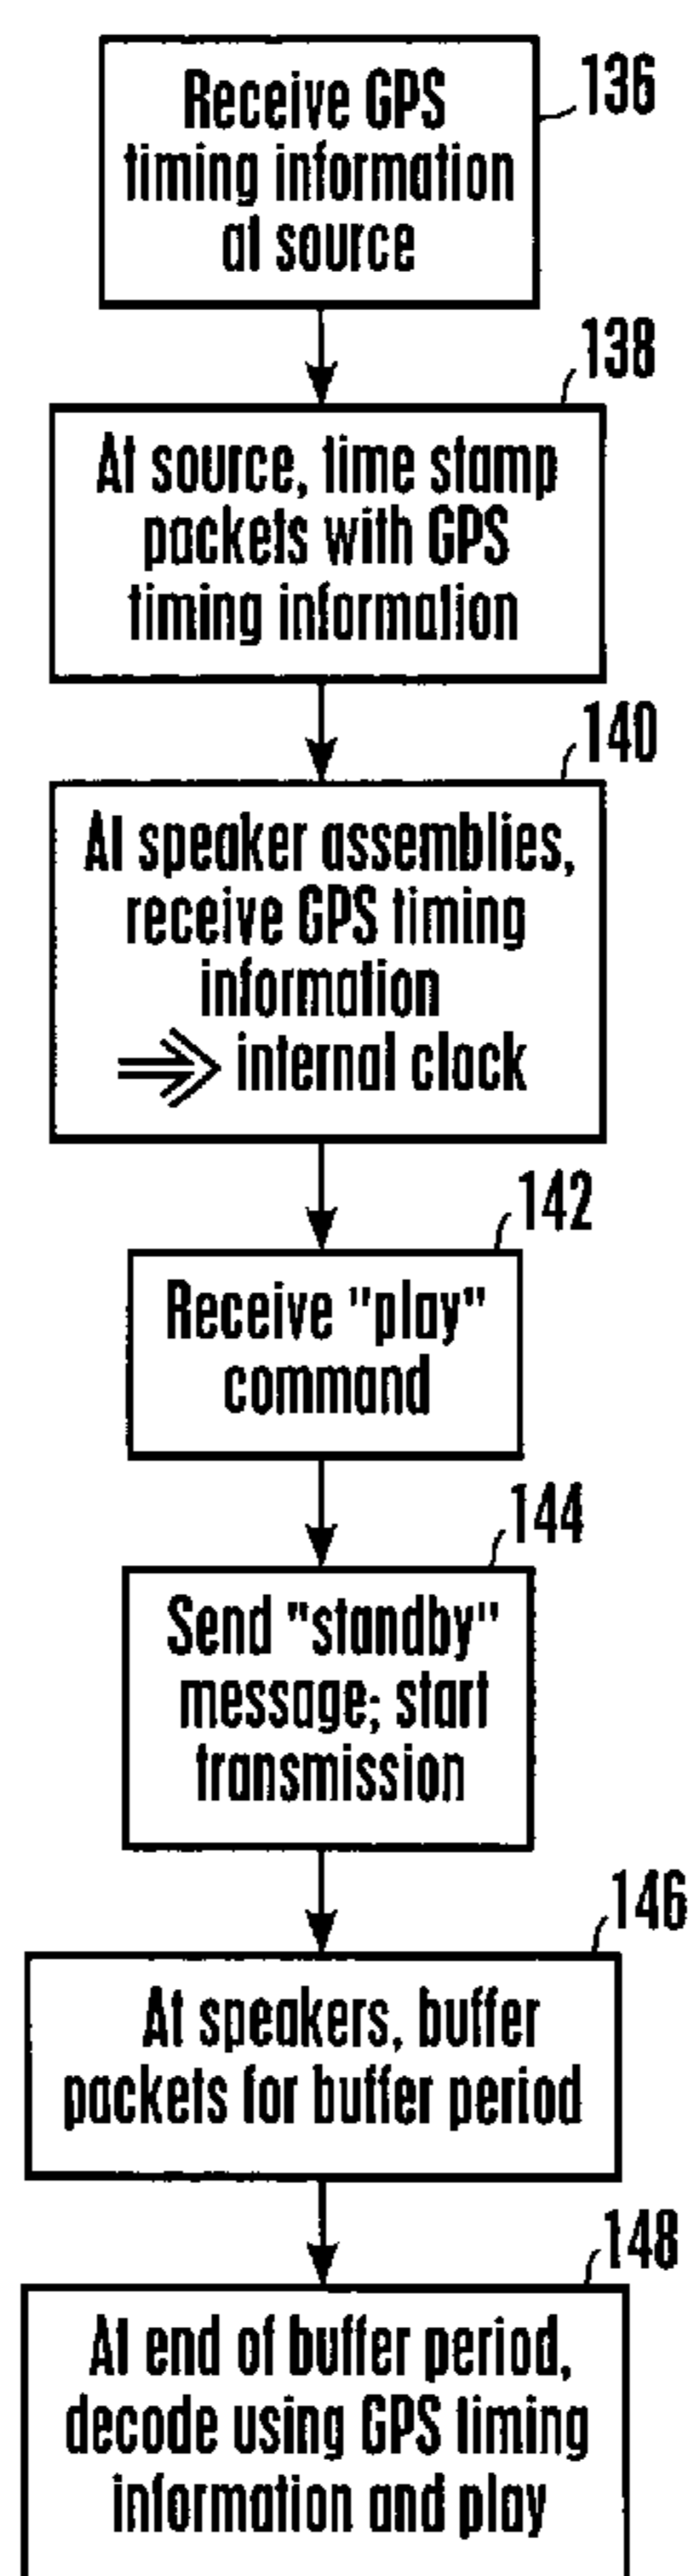 136
Receive GPS
timing information
at source
138
At source, time stamp
packets with GPS
timing information
140
At speaker assemblies,
receive GPS timing
information
⇒ internal clock
142
Receive "play"
command
144
Send "standby"
message; start
transmission
146
At speakers, buffer
packets for buffer period
148
At end of buffer period,
decode using GPS timing
information and play